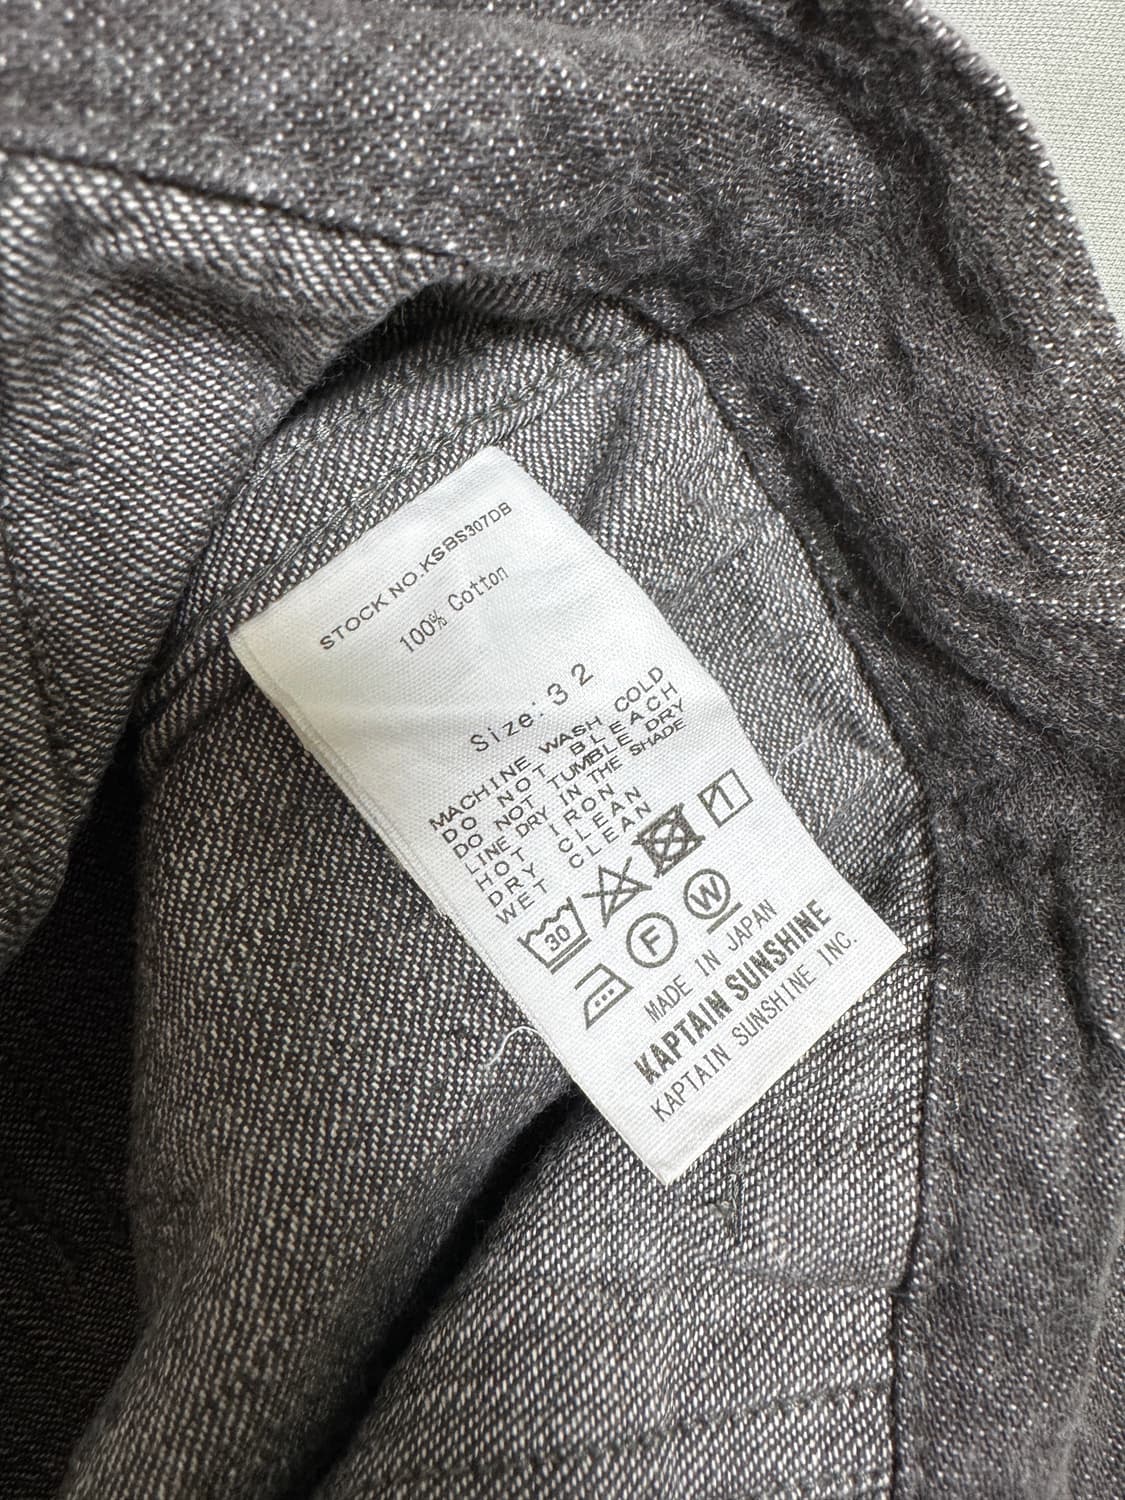 STOCK NO.KSBS307DB
100% Cotton
Size:32
MACHINE WASH COLD
DO NOT BLEACH
DO NOT TUMBLE DRY
LINE DRY IN THE SHADE
HOT IRON
DRY CLEAN
WET CLEAN
30
F W
MADE IN JAPAN
KAPTAIN SUNSHINE
KAPTAIN SUNSHINE INC.